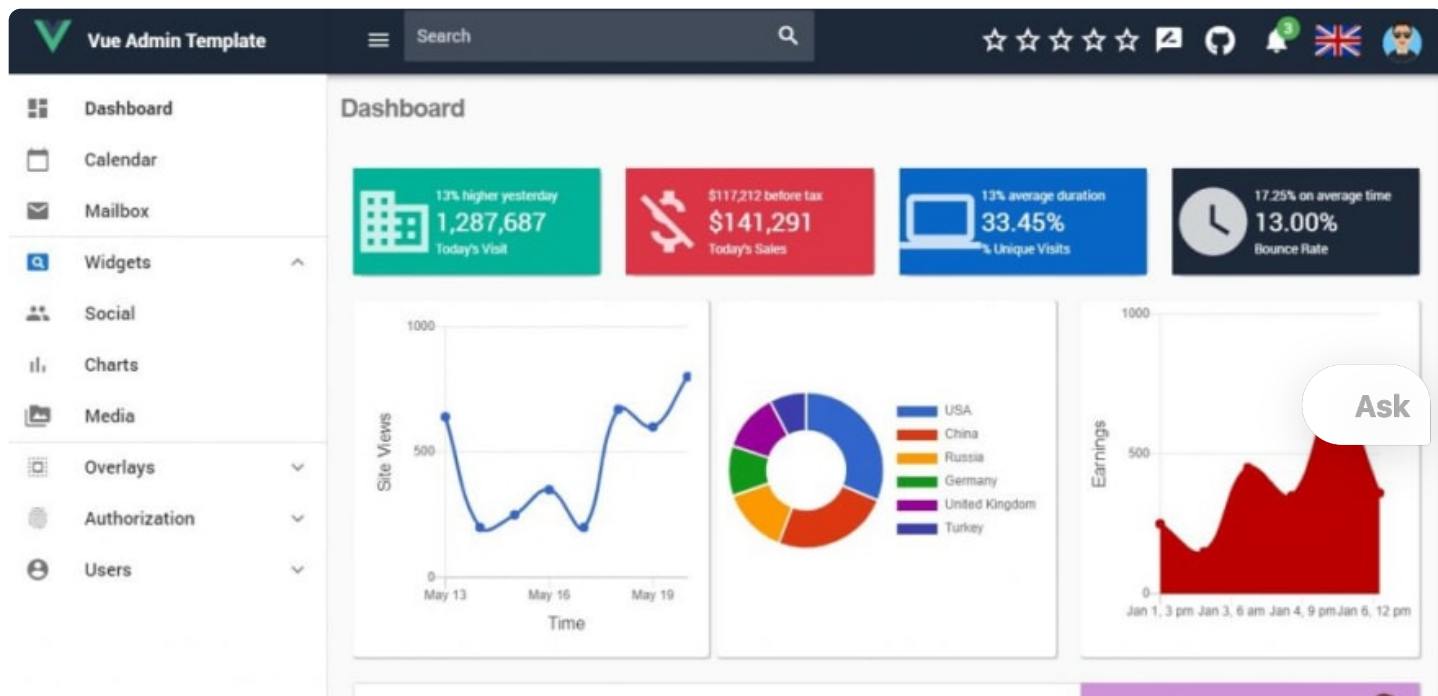 Vue Admin Template
Search
3
Dashboard
Calendar
Mailbox
Widgets
Social
Charts
Media
Overlays
Authorization
Users
Dashboard
13% higher yesterday
1,287,687
Today's Visit
$117,212 before tax
$141,291
Today's Sales
13% average duration
33.45%
% Unique Visits
17.25% on average time
13.00%
Bounce Rate
1000
500
0
Site Views
May 13 May 16 May 19
Time
USA
China
Russia
Germany
United Kingdom
Turkey
1000
500
0
Earnings
Jan 1, 3 pm Jan 3, 6 am Jan 4, 9 pm Jan 6, 12 pm
Ask